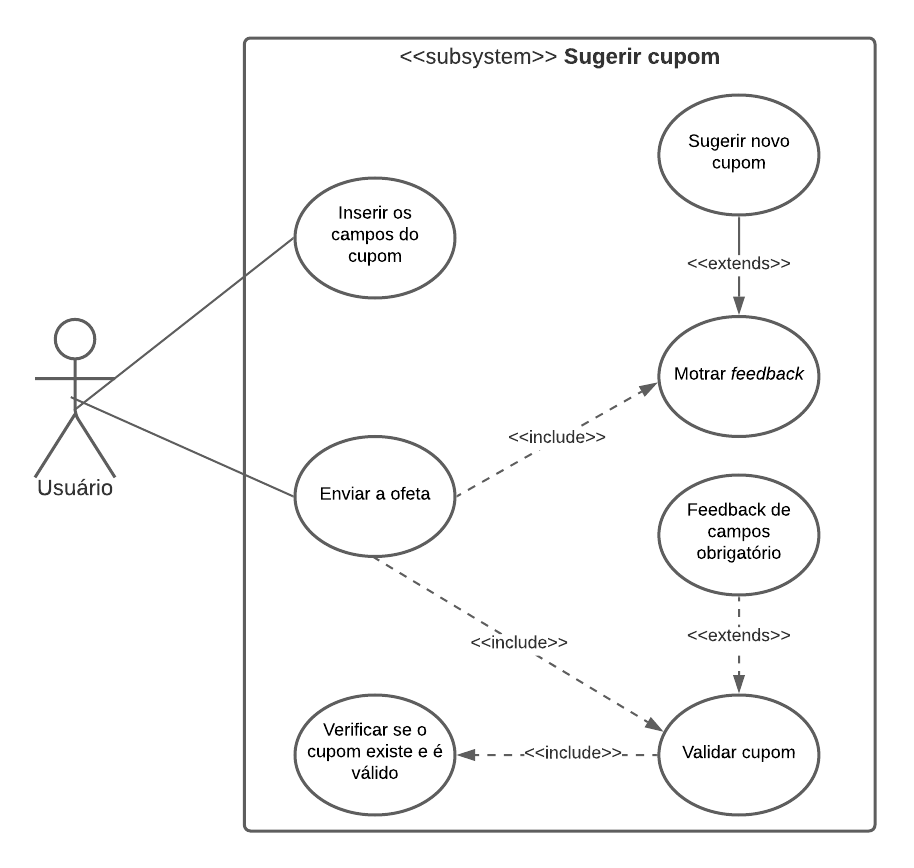 <<subsystem>> Sugerir cupom
Sugerir novo
cupom
Inserir os
campos do
cupom
<<extends>>
Motrar feedback
<<include>>
Usuário
Enviar a ofeta
Feedback de
campos
obrigatório
<<include>>
<<extends>>
Verificar se o
cupom existe e é
válido
<<include>>
Validar cupom